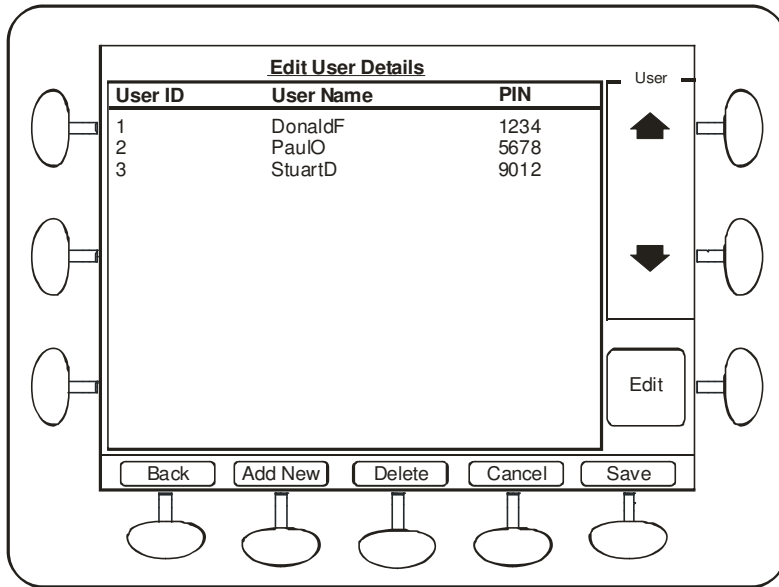 Edit User Details
User
User ID User Name PIN
1 DonaldF 1234
2 PaulO 5678
3 StuartD 9012
Edit
Back Add New Delete Cancel Save